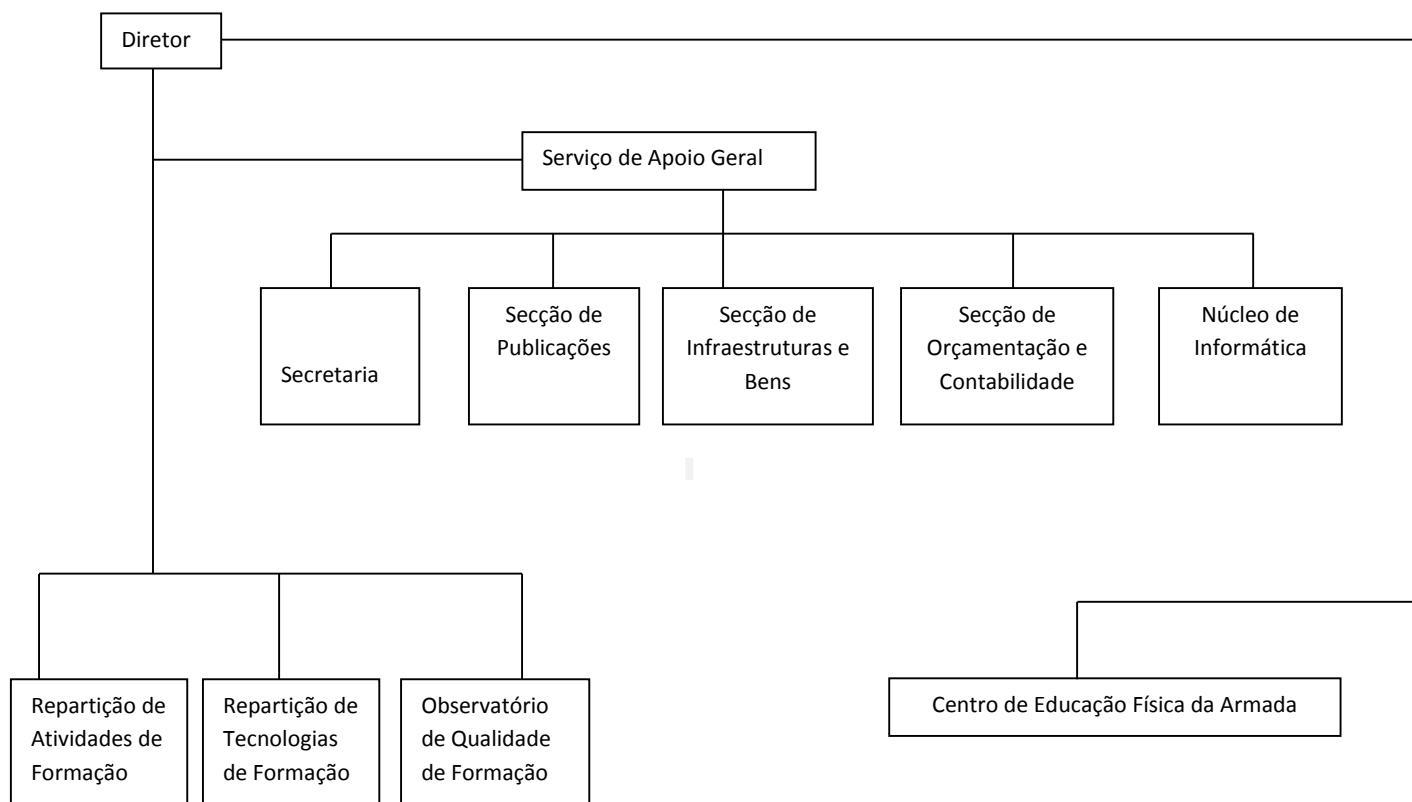 Diretor
Serviço de Apoio Geral
Secretaria
Secção de
Publicações
Secção de
Infraestruturas e
Bens
Secção de
Orçamentação e
Contabilidade
Núcleo de
Informática
Repartição de
Atividades de
Formação
Repartição de
Tecnologias
de Formação
Observatório
de Qualidade
de Formação
Centro de Educação Física da Armada